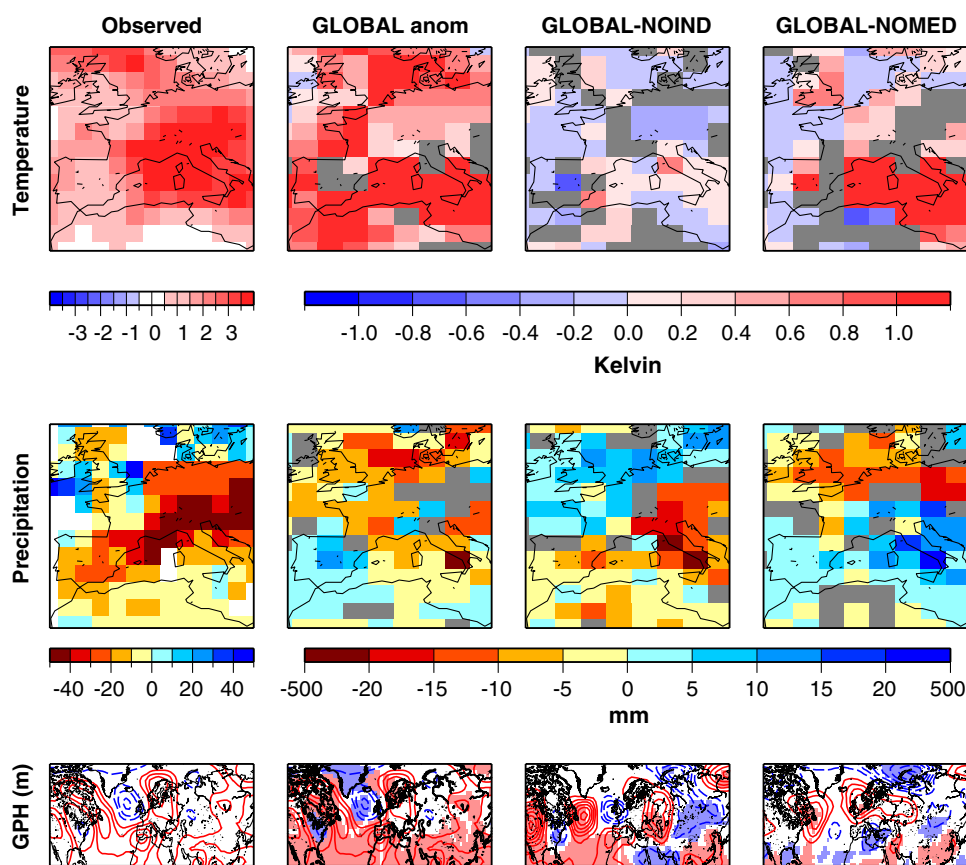 Observed GLOBAL anom GLOBAL-NOIND GLOBAL-NOMED
Temperature
-3 -2 -1 0 1 2 3
-1.0 -0.8 -0.6 -0.4 -0.2 0.0 0.2 0.4 0.6 0.8 1.0
Kelvin
Precipitation
-40 -20 0 20 40
-500 -20 -15 -10 -5 0 5 10 15 20 500
mm
GPH (m)